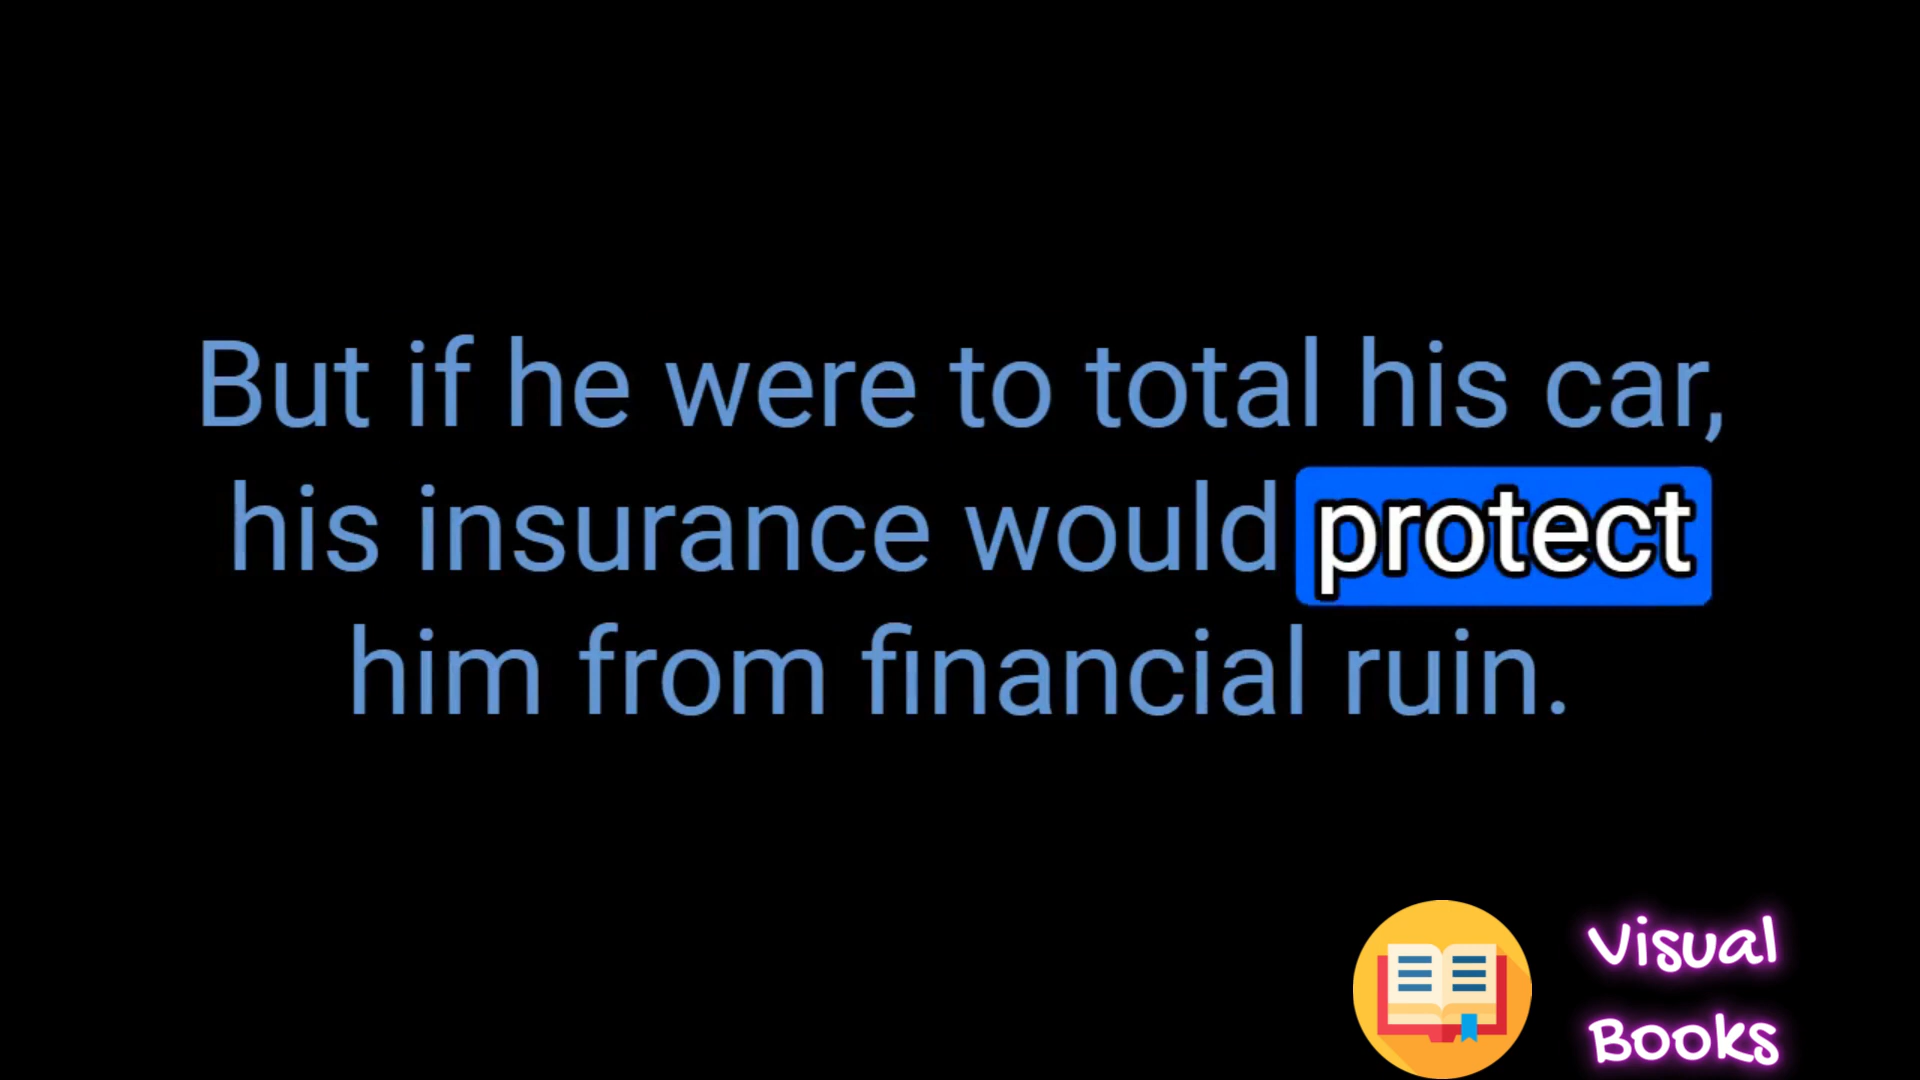 But if he were to total his car,
his insurance would protect
him from financial ruin.
Visual
Books